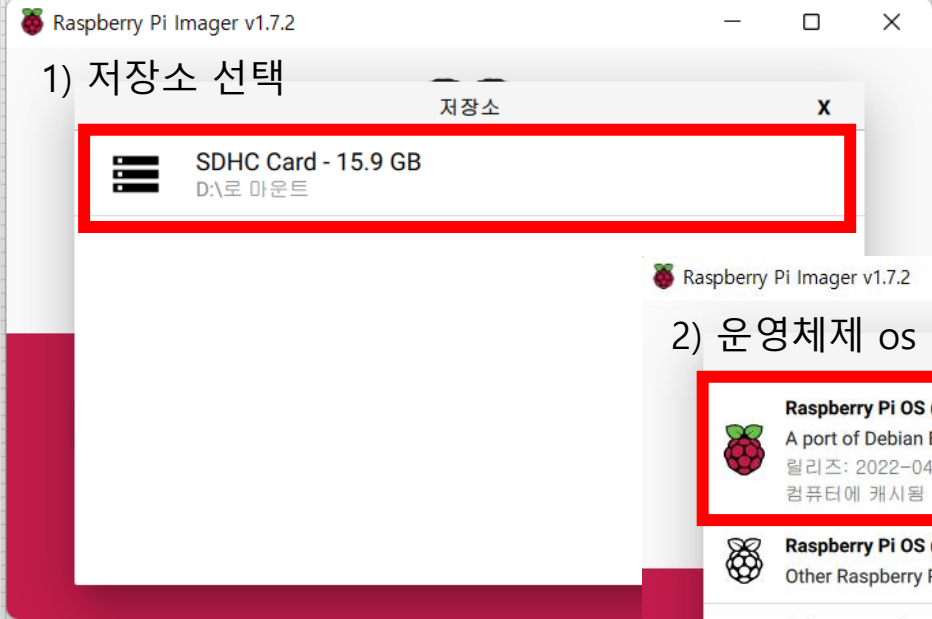 Raspberry Pi Imager v1.7.2
1) 저장소 선택
저장소
X
SDHC Card - 15.9 GB
D:\로 마운트
Raspberry Pi Imager v1.7.2
2) 운영체제 os
Raspberry Pi OS (
A port of Debian
릴리즈: 2022-04
컴퓨터에 캐시됨
Raspberry Pi OS (
Other Raspberry